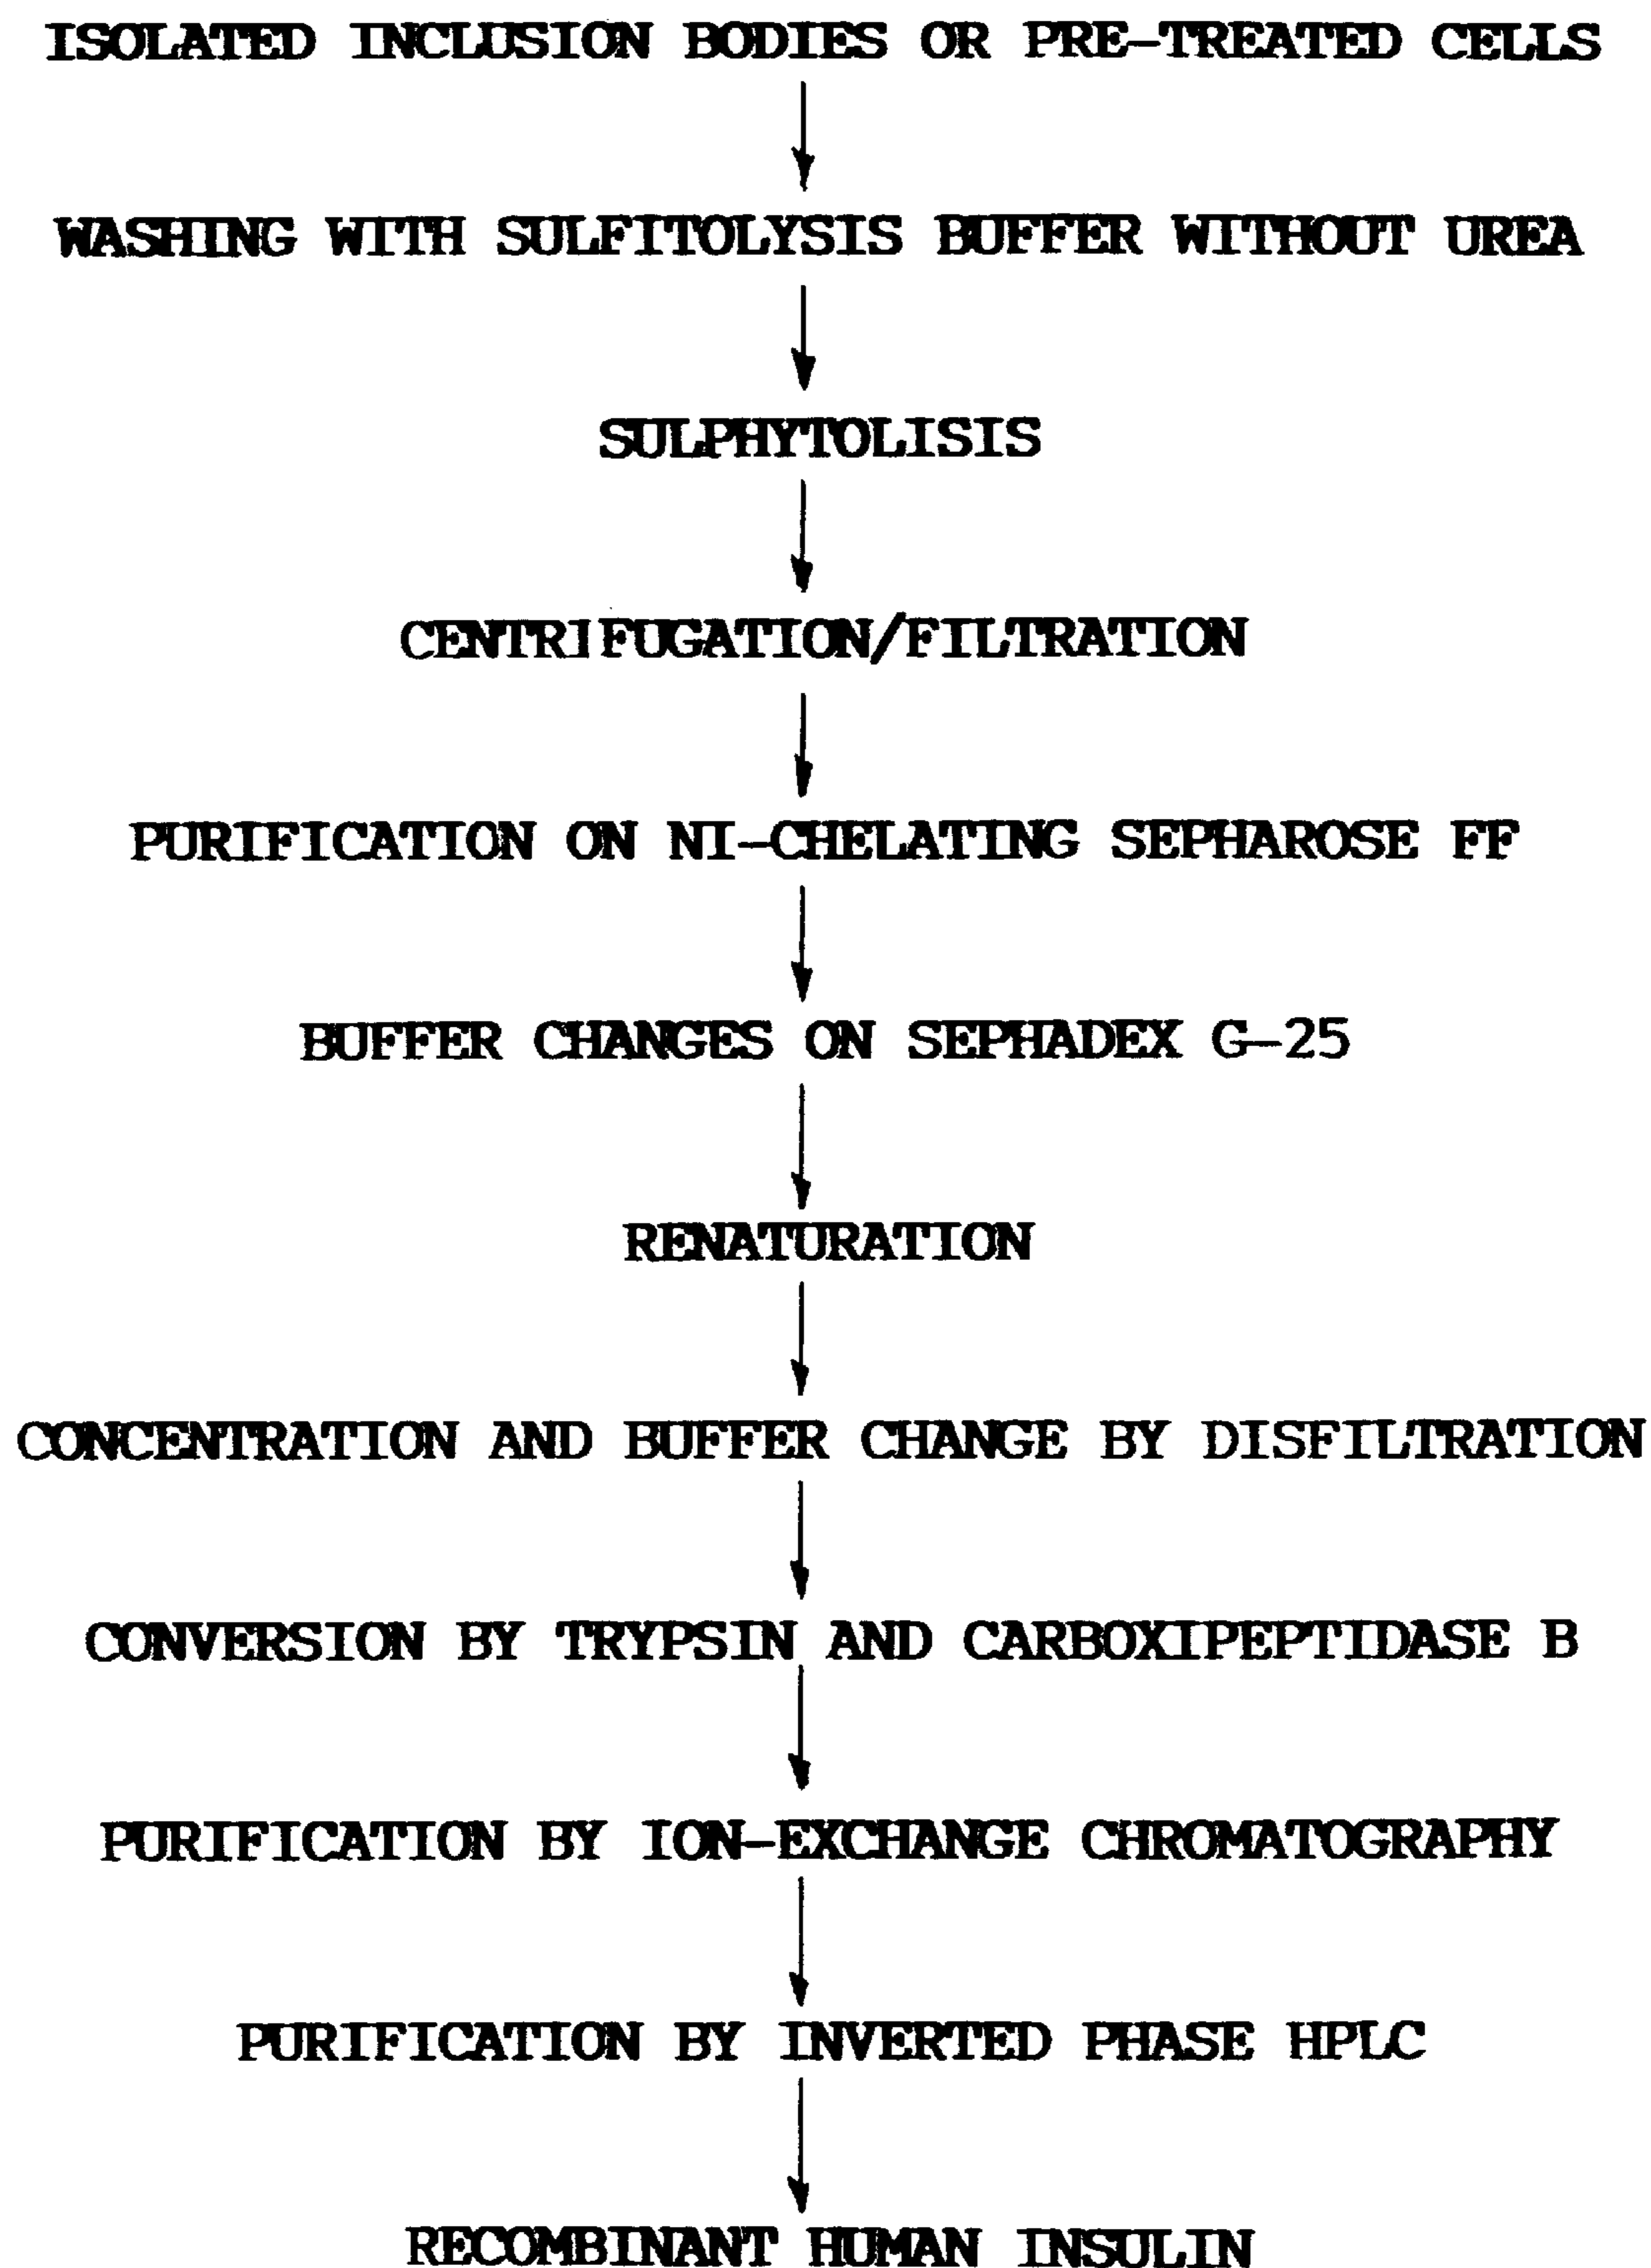 ISOLATED INCLUSION BODIES OR PRE-TREATED CELLS
WASHING WITH SULFITOLYSIS BUFFER WITHOUT UREA
SULPHYTOLISIS
CENTRIFUGATION/FILTRATION
PURIFICATION ON NI-CHELATING SEPHAROSE FF
BUFFER CHANGES ON SEPHADEX G-25
RENATURATION
CONCENTRATION AND BUFFER CHANGE BY DISFILTRATION
CONVERSION BY TRYPSIN AND CARBOXIPEPTIDASE B
PURIFICATION BY ION-EXCHANGE CHROMATOGRAPHY
PURIFICATION BY INVERTED PHASE HPLC
RECOMBINANT HUMAN INSULIN